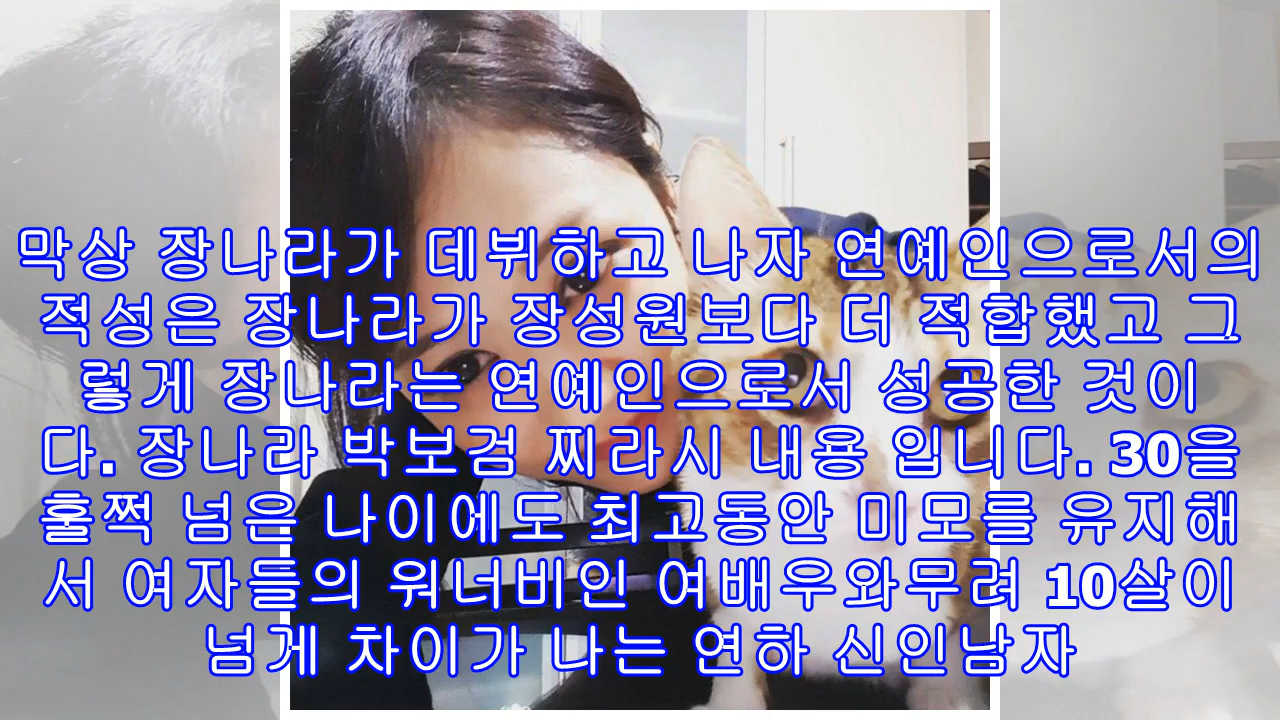 막상 장나라가 데뷔하고 나자 연예인으로서의
적성은 장나라가 장성원보다 더 적합했고 그
렇게 장나라는 연예인으로서 성공한 것이
다. 장나라 박보검 찌라시 내용 입니다. 30을
훌쩍 넘은 나이에도 최고동안 미모를 유지해
서 여자들의 워너비인 여배우와무려 10살이
넘게 차이가 나는 연하 신인남자